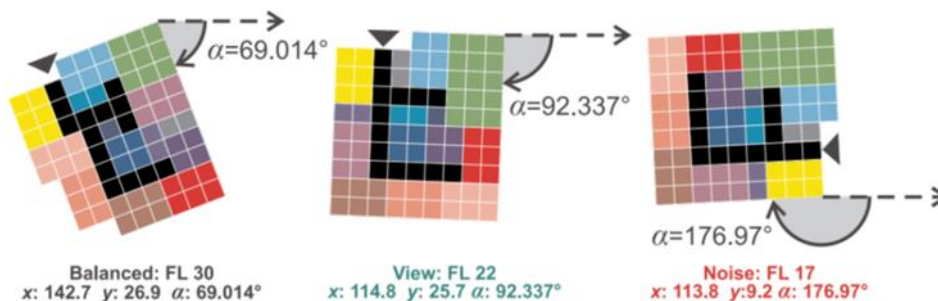 α=69.014°
α=92.337°
α=176.97°
Balanced: FL 30
x: 142.7 y: 26.9 α: 69.014°
View: FL 22
x: 114.8 y: 25.7 α: 92.337°
Noise: FL 17
x: 113.8 y:9.2 α: 176.97°